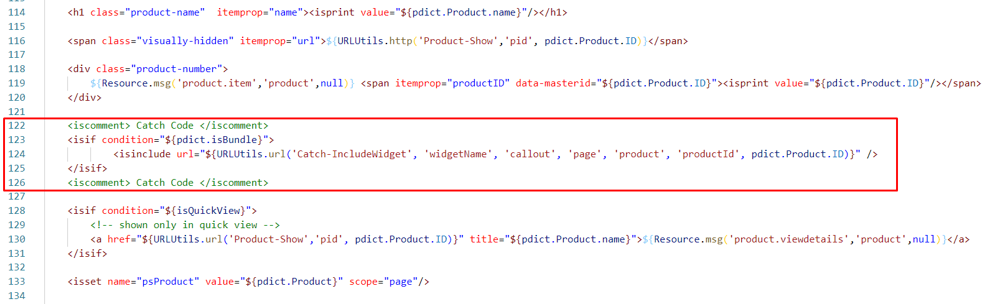 114 <h1 class="product-name"  itemprop="name"><isprint value="${pdict.Product.name}"/></h1>
115
116 <span class="visually-hidden" itemprop="url">${URLUtils.http('Product-Show','pid', pdict.Product.ID)}</span>
117
118 <div class="product-number">
119     ${Resource.msg('product.item','product',null)} <span itemprop="productID" data-masterid="${pdict.Product.ID}"><isprint value="${pdict.Product.ID}"/></span>
120 </div>
121
122 <iscomment> Catch Code </iscomment>
123 <isif condition="${pdict.isBundle}">
124         <isinclude url="${URLUtils.url('Catch-IncludeWidget', 'widgetName', 'callout', 'page', 'product', 'productId', pdict.Product.ID)}" />
125 </isif>
126 <iscomment> Catch Code </iscomment>
127
128 <isif condition="${isQuickView}">
129     <!-- shown only in quick view -->
130     <a href="${URLUtils.url('Product-Show','pid', pdict.Product.ID)}" title="${pdict.Product.name}">${Resource.msg('product.viewdetails','product',null)}</a>
131 </isif>
132
133 <isset name="psProduct" value="${pdict.Product}" scope="page"/>
134